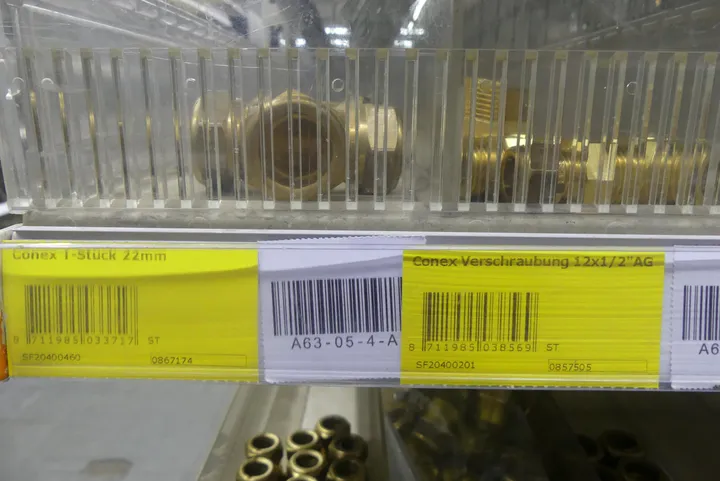 Conex T-Stück 22mm
8 711985 033717 ST
SF20400460 0867174
A63-05-4-A
Conex Verschraubung 12x1/2"AG
8 711985 038569 ST
SF20400201 0857505
A6